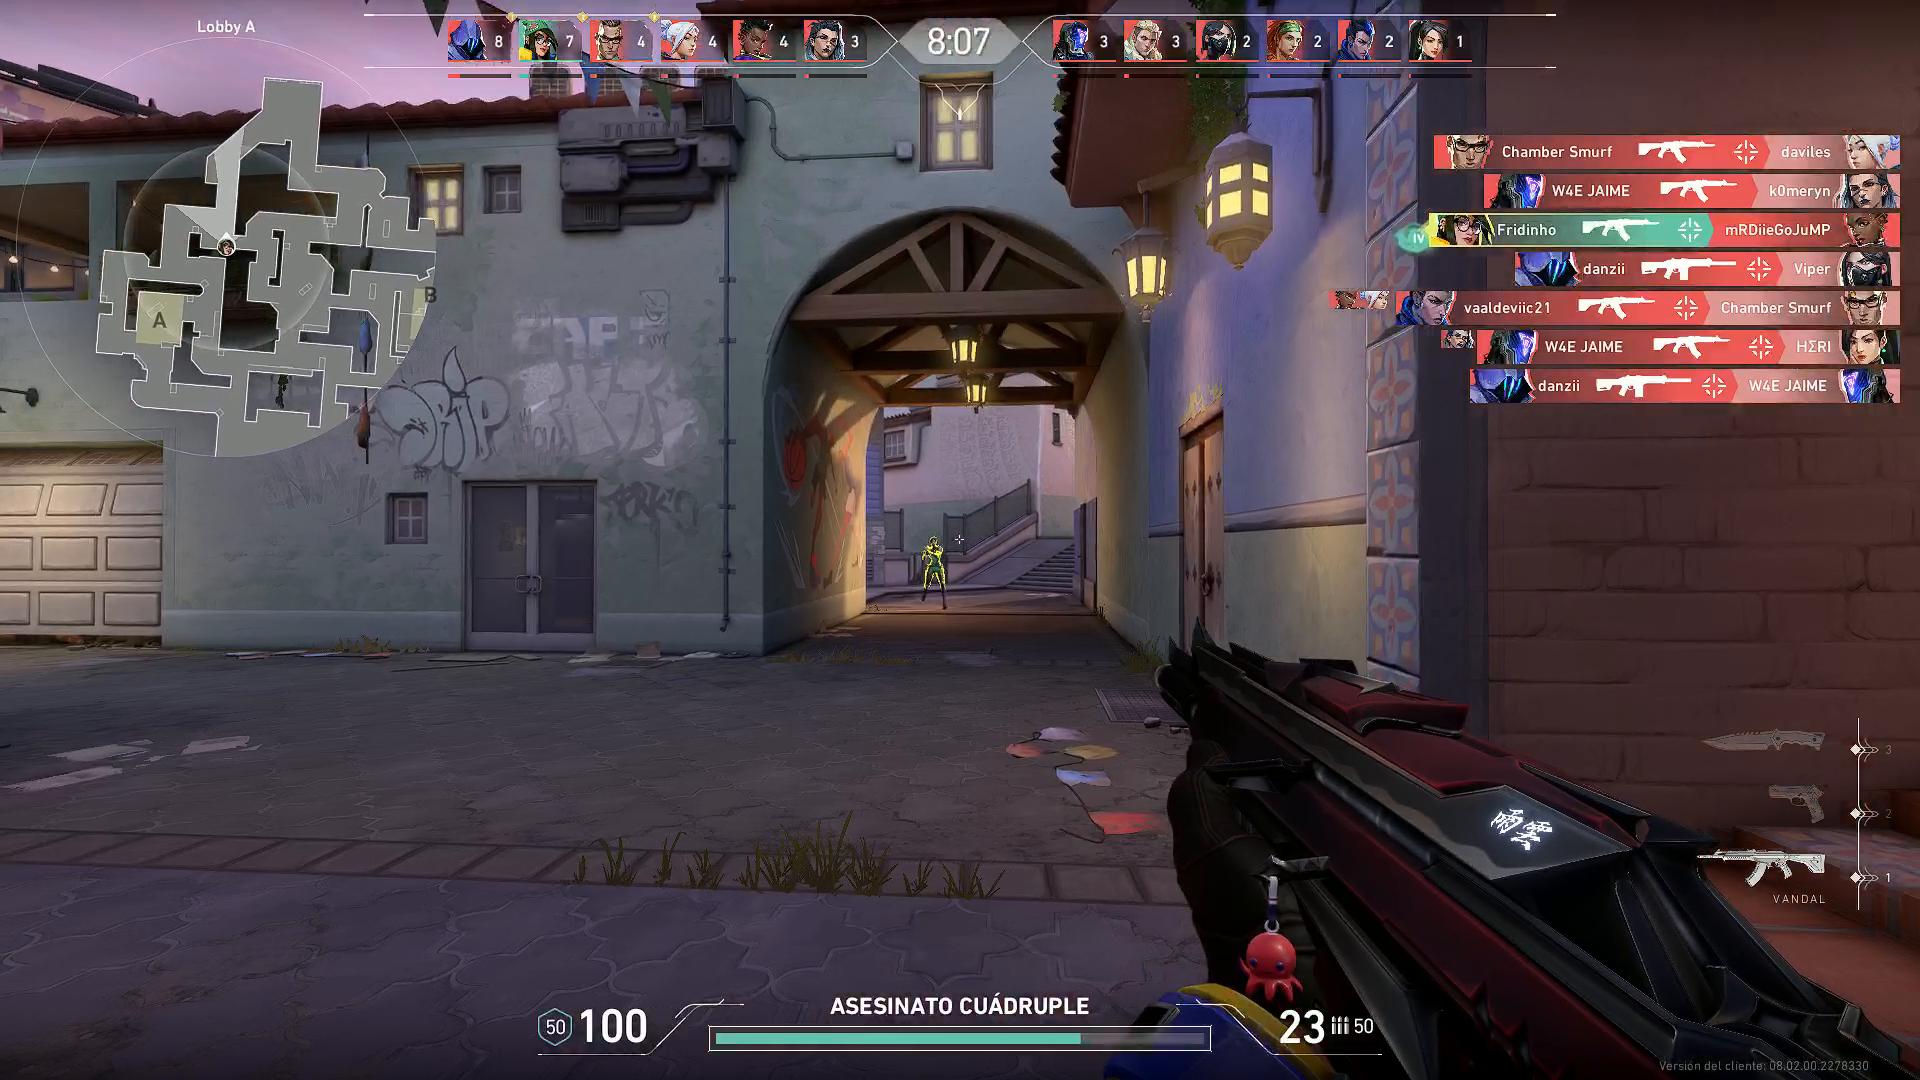 Lobby A
8
7
4
4
4
3
8:07
3
3
2
2
2
1
Chamber Smurf daviles
W4E JAIME k0meryn
IV Fridinho mRDiieGoJuMP
danzii Viper
vaaldeviic21 Chamber Smurf
W4E JAIME HΣRI
danzii W4E JAIME
A
B
DRIP
3
2
1
VANDAL
ASESINATO CUÁDRUPLE
50 100
23 50
Versión del cliente: 08.02.00.2278330